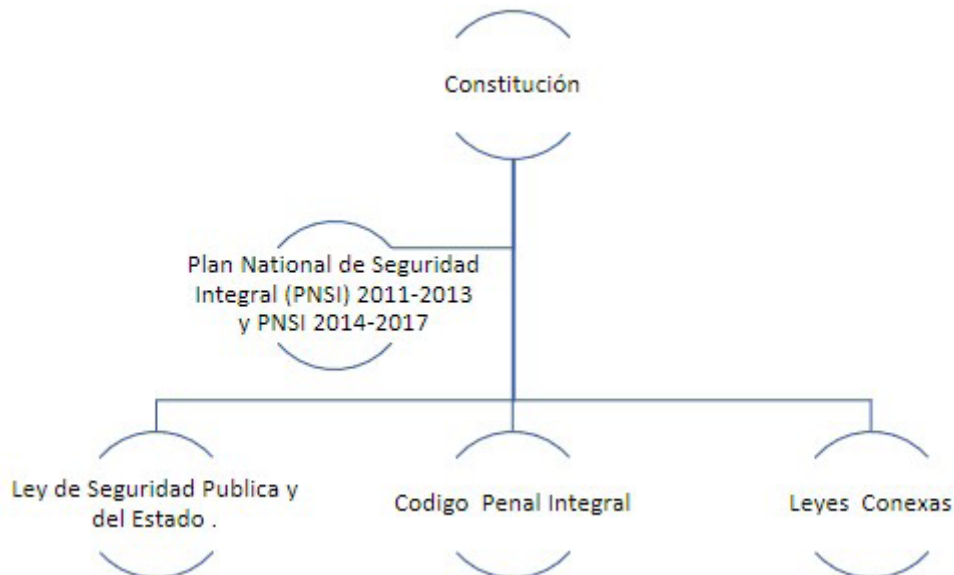 Constitución
Plan National de Seguridad
Integral (PNSI) 2011-2013
y PNSI 2014-2017
Ley de Seguridad Publica y
del Estado .
Codigo Penal Integral
Leyes Conexas